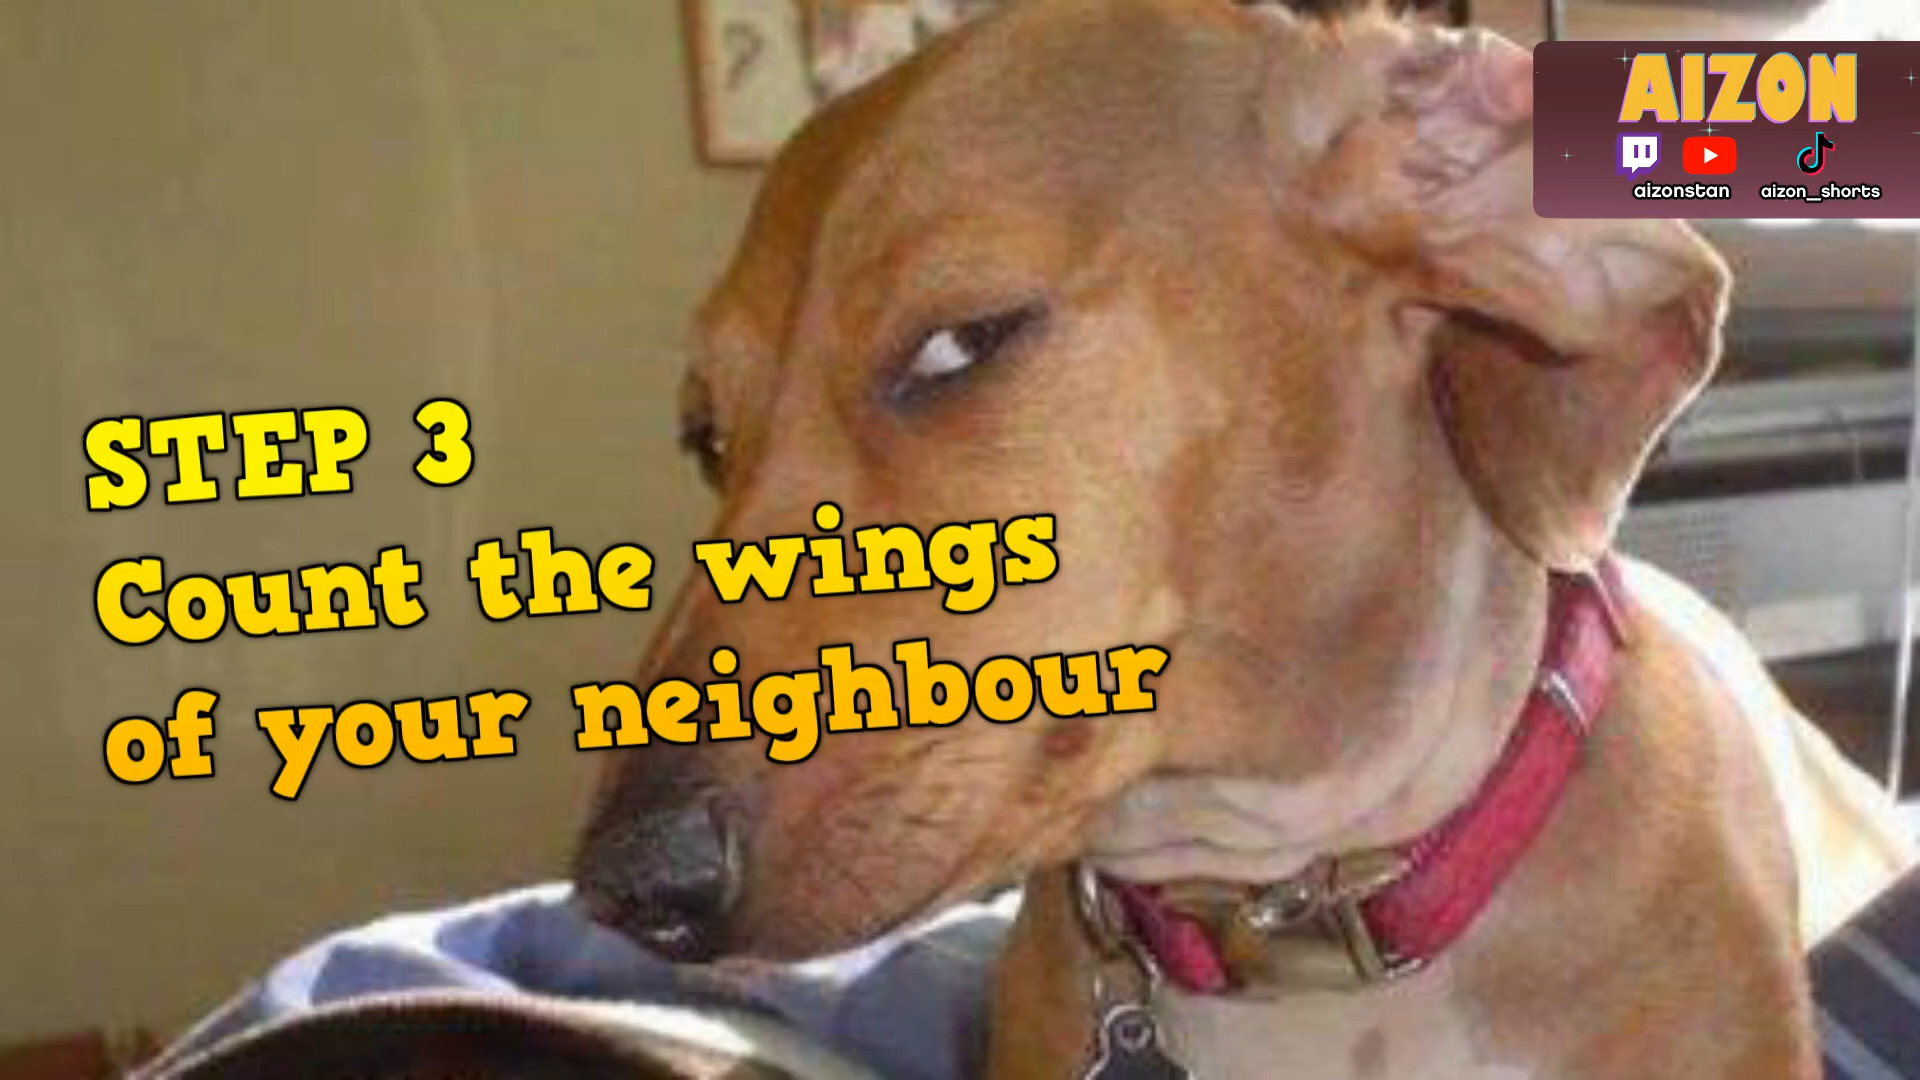 AIZON
aizonstan aizon_shorts
STEP 3
Count the wings
of your neighbour